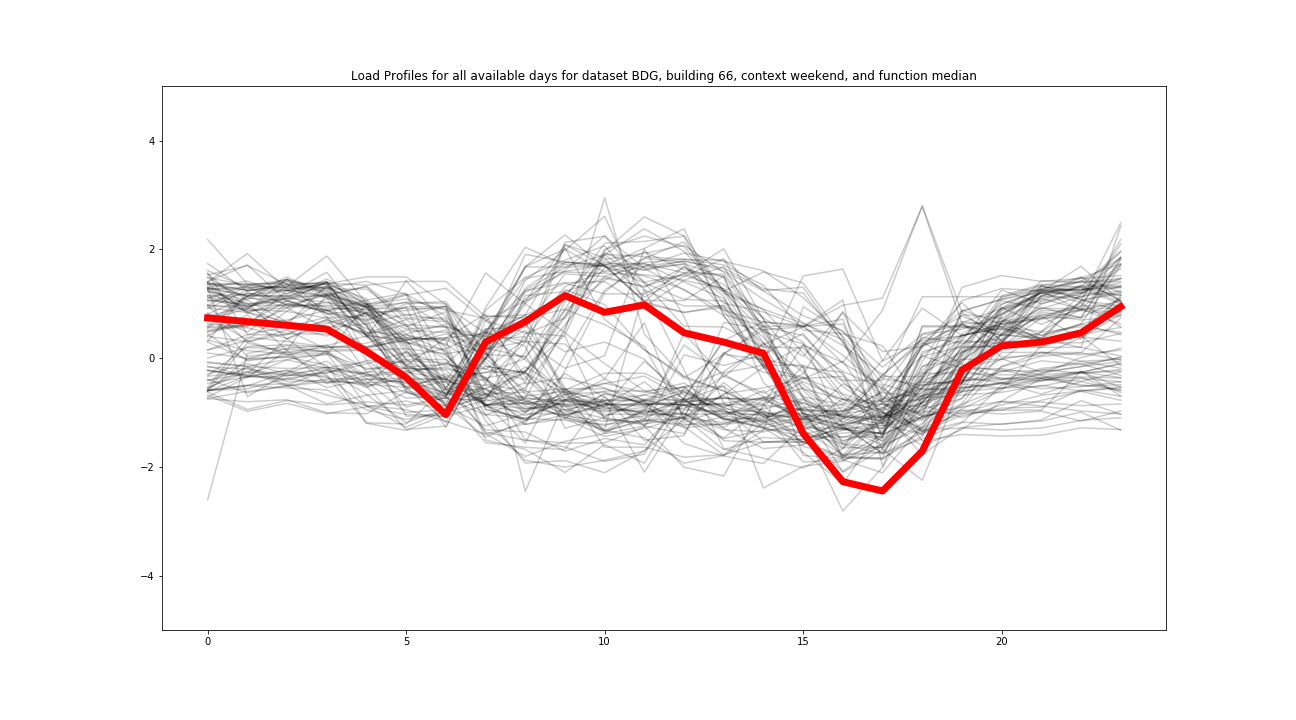 Load Profiles for all available days for dataset BDG, building 66, context weekend, and function median
4
2
0
−2
−4
0 5 10 15 20